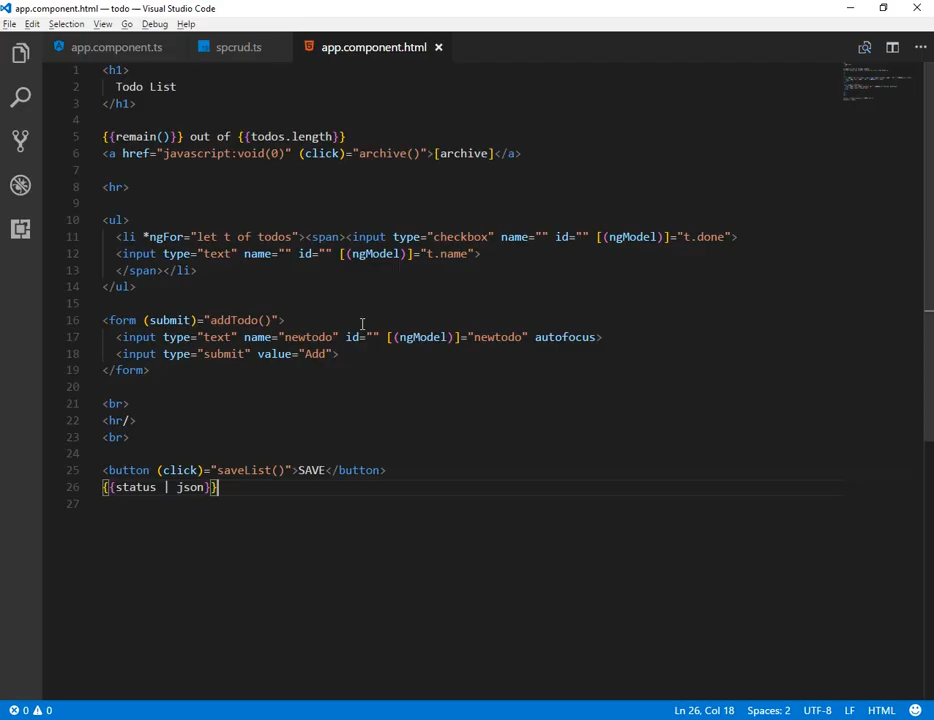 app.component.html — todo — Visual Studio Code
File Edit Selection View Go Debug Help
app.component.ts spcrud.ts app.component.html
1 <h1>
2 Todo List
3 </h1>
4
5 {{remain()}} out of {{todos.length}}
6 <a href="javascript:void(0)" (click)="archive()">[archive]</a>
7
8 <hr>
9
10 <ul>
11 <li *ngFor="let t of todos"><span><input type="checkbox" name="" id="" [(ngModel)]="t.done">
12 <input type="text" name="" id="" [(ngModel)]="t.name">
13 </span></li>
14 </ul>
15
16 <form (submit)="addTodo()">
17 <input type="text" name="newtodo" id="" [(ngModel)]="newtodo" autofocus>
18 <input type="submit" value="Add">
19 </form>
20
21 <br>
22 <hr/>
23 <br>
24
25 <button (click)="saveList()">SAVE</button>
26 {{status | json}}
27
0 0 Ln 26, Col 18 Spaces: 2 UTF-8 LF HTML